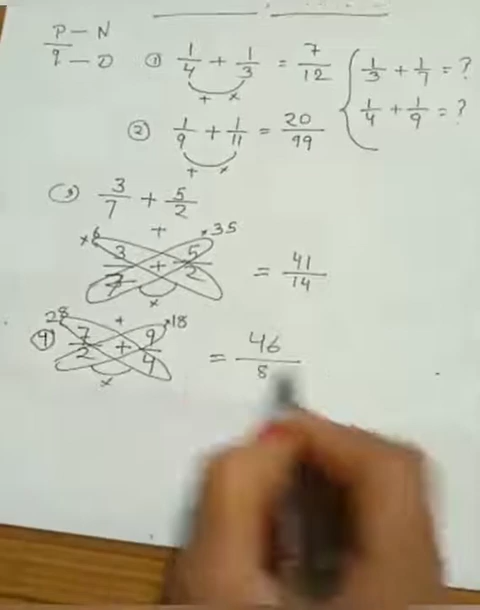 P – N
q – D
① 1/4 + 1/3 = 7/12
+ ×
1/3 + 1/7 = ?
1/4 + 1/9 = ?
② 1/9 + 1/11 = 20/99
+ ×
③ 3/7 + 5/2
+
×6 ×35
3/7 + 5/2 = 41/14
×
28 + ×18
④ 7/2 + 9/4 = 46/8
×